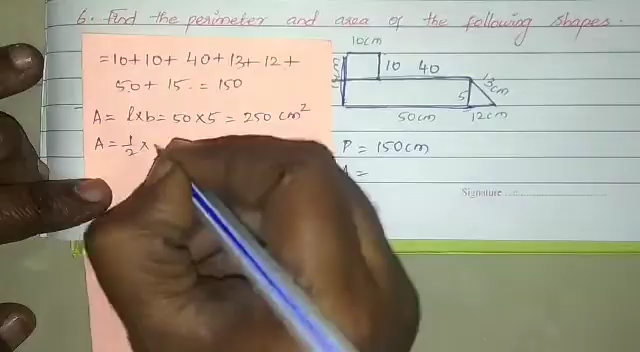 6. Find the perimeter and area of the following shapes.
10cm
= 10+10+ 40+13+12+
50 + 15 = 150
10 40
13cm
5
50cm 12cm
A = l×b = 50×5 = 250 cm²
A = 1/2 ×
P = 150cm
A =
Signature